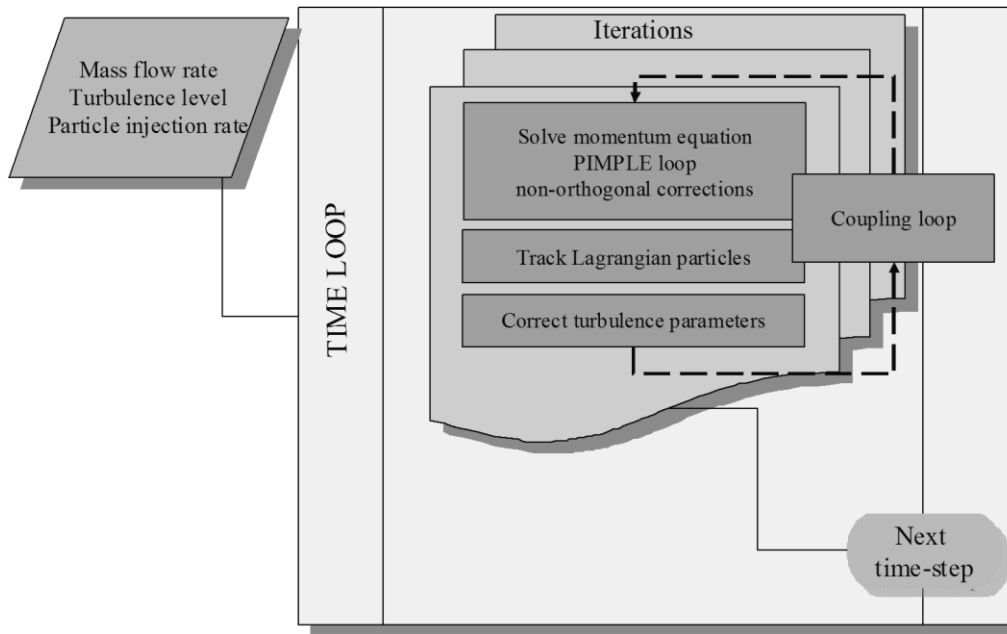 Mass flow rate
Turbulence level
Particle injection rate
TIME LOOP
Iterations
Solve momentum equation
PIMPLE loop
non-orthogonal corrections
Track Lagrangian particles
Correct turbulence parameters
Coupling loop
Next
time-step